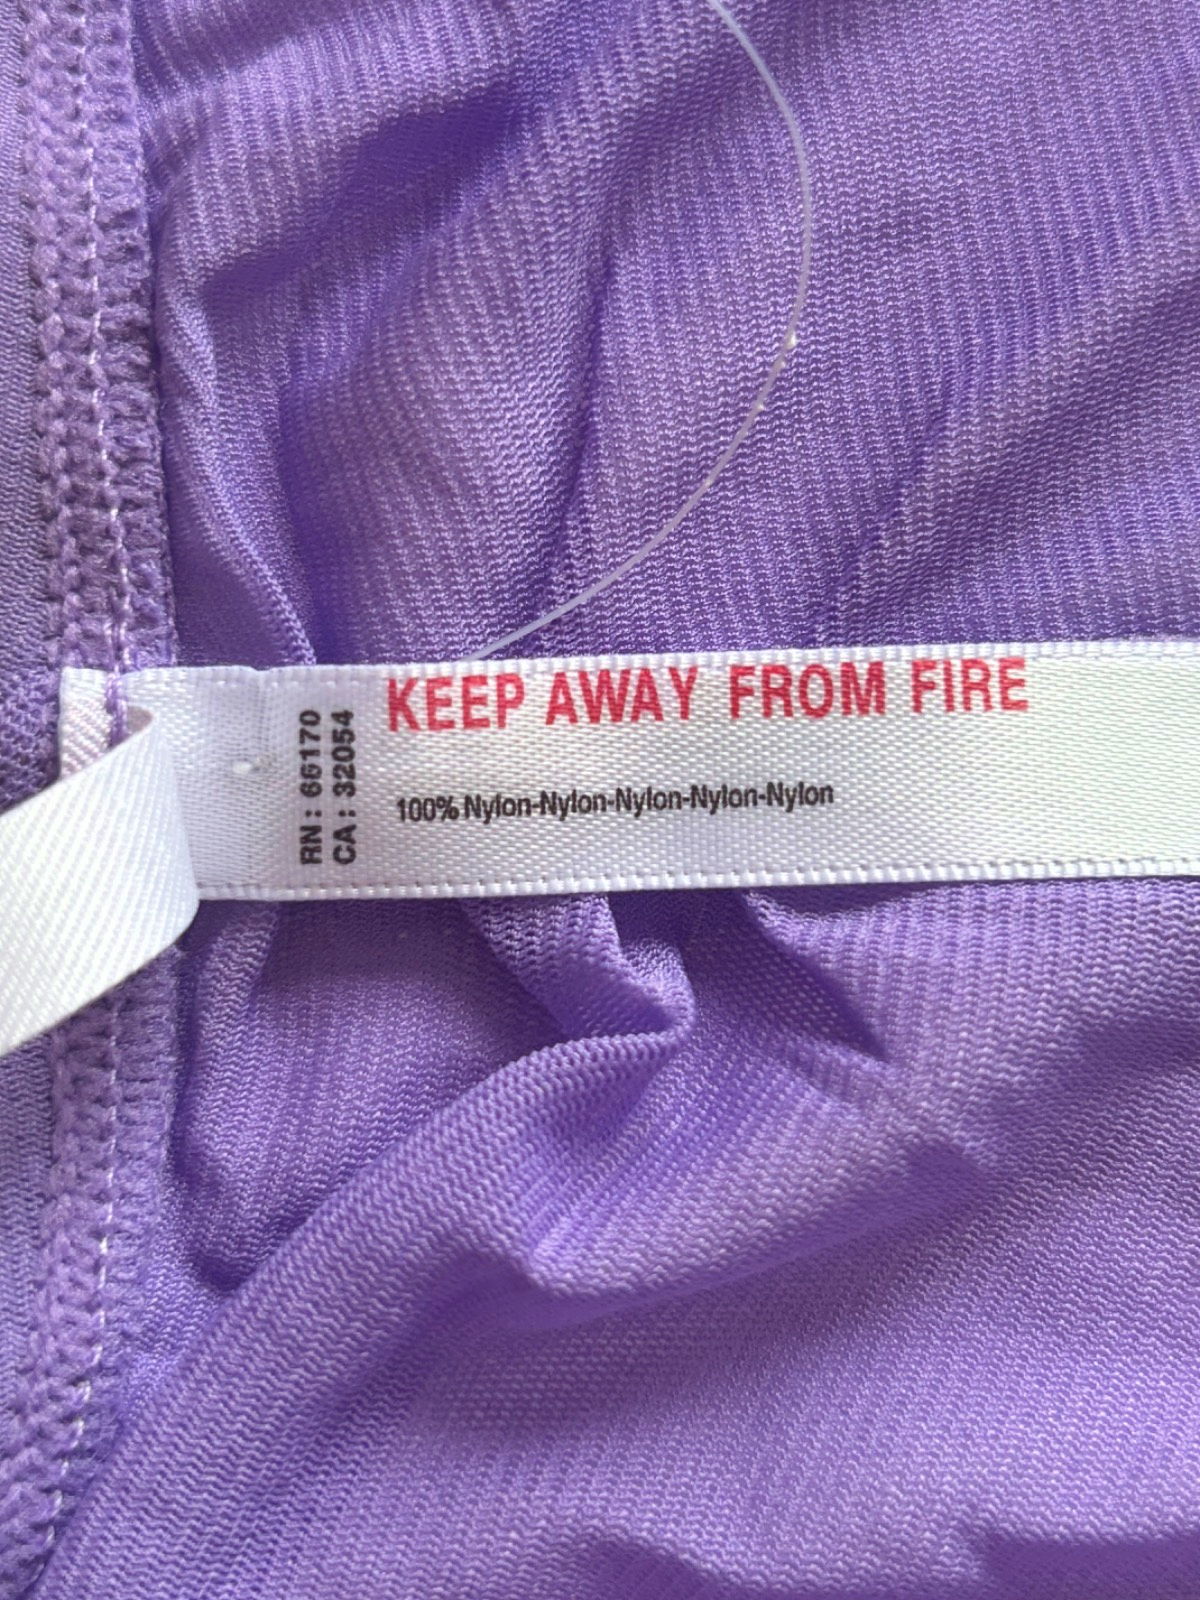 RN: 66170
CA: 32054
KEEP AWAY FROM FIRE
100% Nylon-Nylon-Nylon-Nylon-Nylon